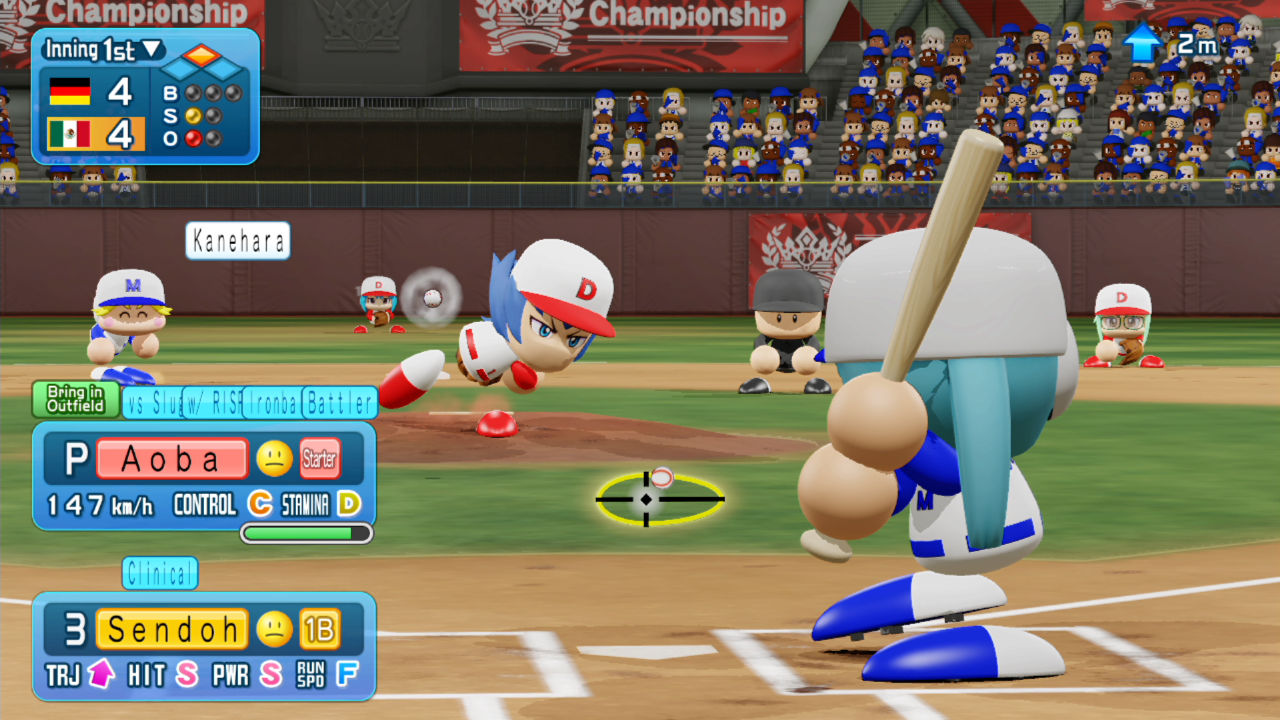 Championship
Championship
Inning 1st ▼
4
B
4
S
O
2m
Kanehara
M
D
D
D
Bring in
Outfield
vs Slug
w/ RISP
Ironba
Battler
P Aoba Starter
147 km/h CONTROL C STAMINA D
M
Clinical
3 Sendoh 1B
TRJ HIT S PWR S RUN SPD F